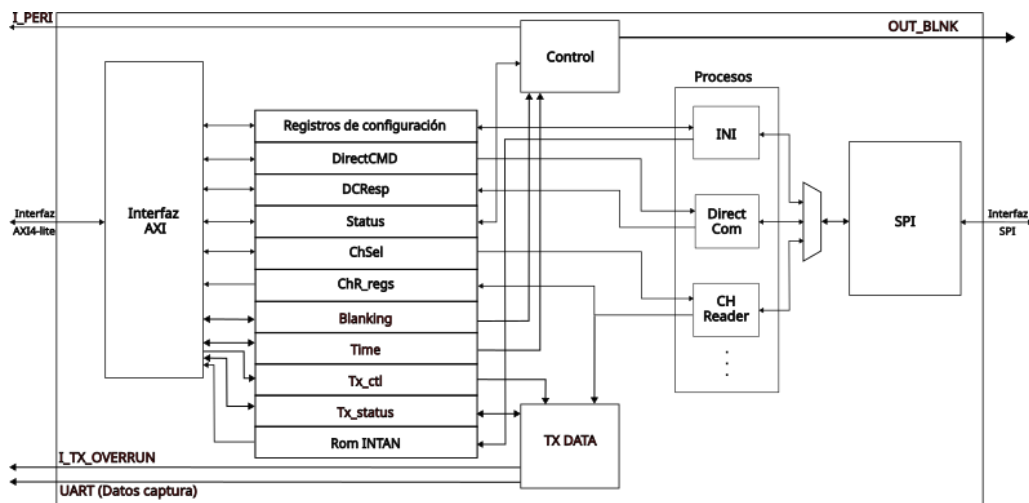 I_PERI
OUT_BLNK
Control
Procesos
Registros de configuración
INI
DirectCMD
DCResp
Interfaz
AXI
Direct
Com
Interfaz
AXI4-lite
Status
SPI
Interfaz
SPI
ChSel
ChR_regs
CH
Reader
Blanking
Time
Tx_ctl
Tx_status
TX DATA
Rom INTAN
I_TX_OVERRUN
UART (Datos captura)